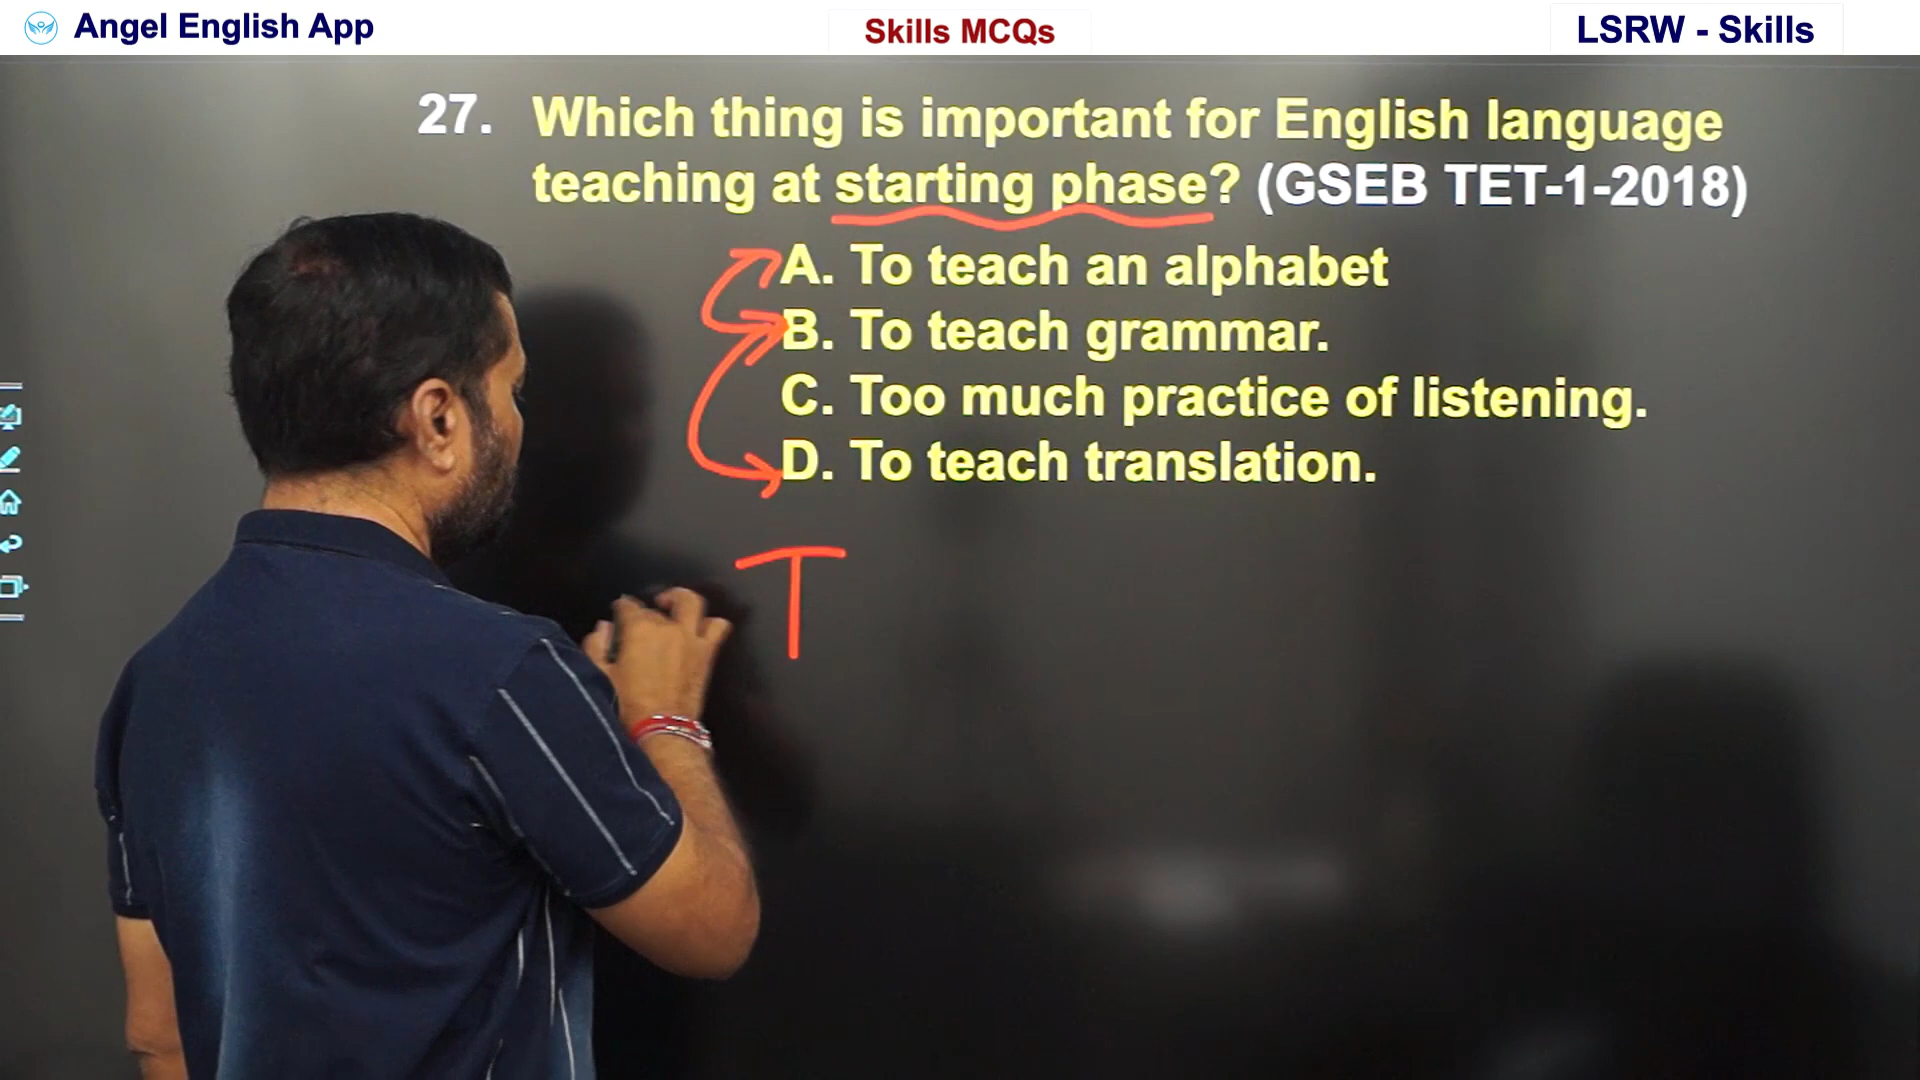 Angel English App
Skills MCQs
LSRW - Skills
27. Which thing is important for English language
teaching at starting phase? (GSEB TET-1-2018)
A. To teach an alphabet
B. To teach grammar.
C. Too much practice of listening.
D. To teach translation.
T